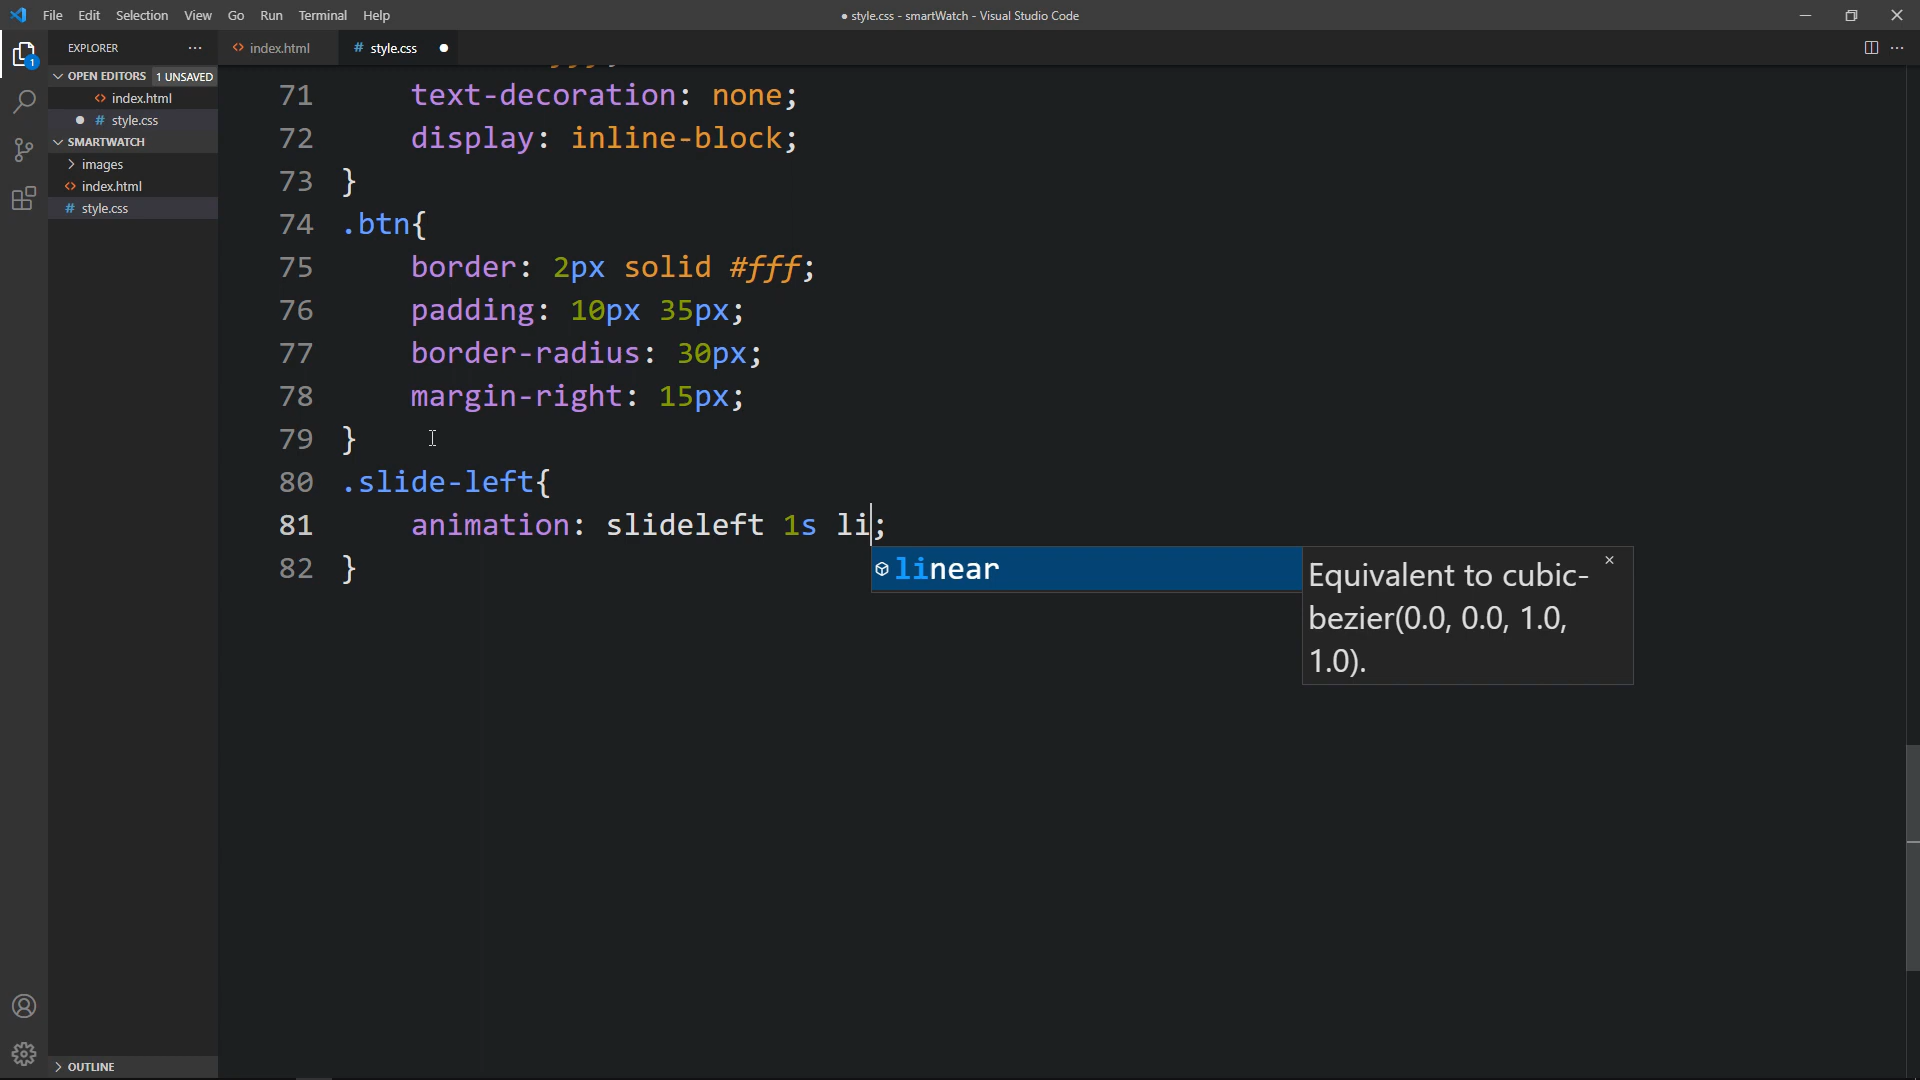 File Edit Selection View Go Run Terminal Help
● style.css - smartWatch - Visual Studio Code
EXPLORER
index.html
# style.css
OPEN EDITORS 1 UNSAVED
index.html
# style.css
SMARTWATCH
images
index.html
# style.css
OUTLINE
1
71 text-decoration: none;
72 display: inline-block;
73 }
74 .btn{
75 border: 2px solid #fff;
76 padding: 10px 35px;
77 border-radius: 30px;
78 margin-right: 15px;
79 }
80 .slide-left{
81 animation: slideleft 1s li;
82 }
linear
Equivalent to cubic-
bezier(0.0, 0.0, 1.0,
1.0).